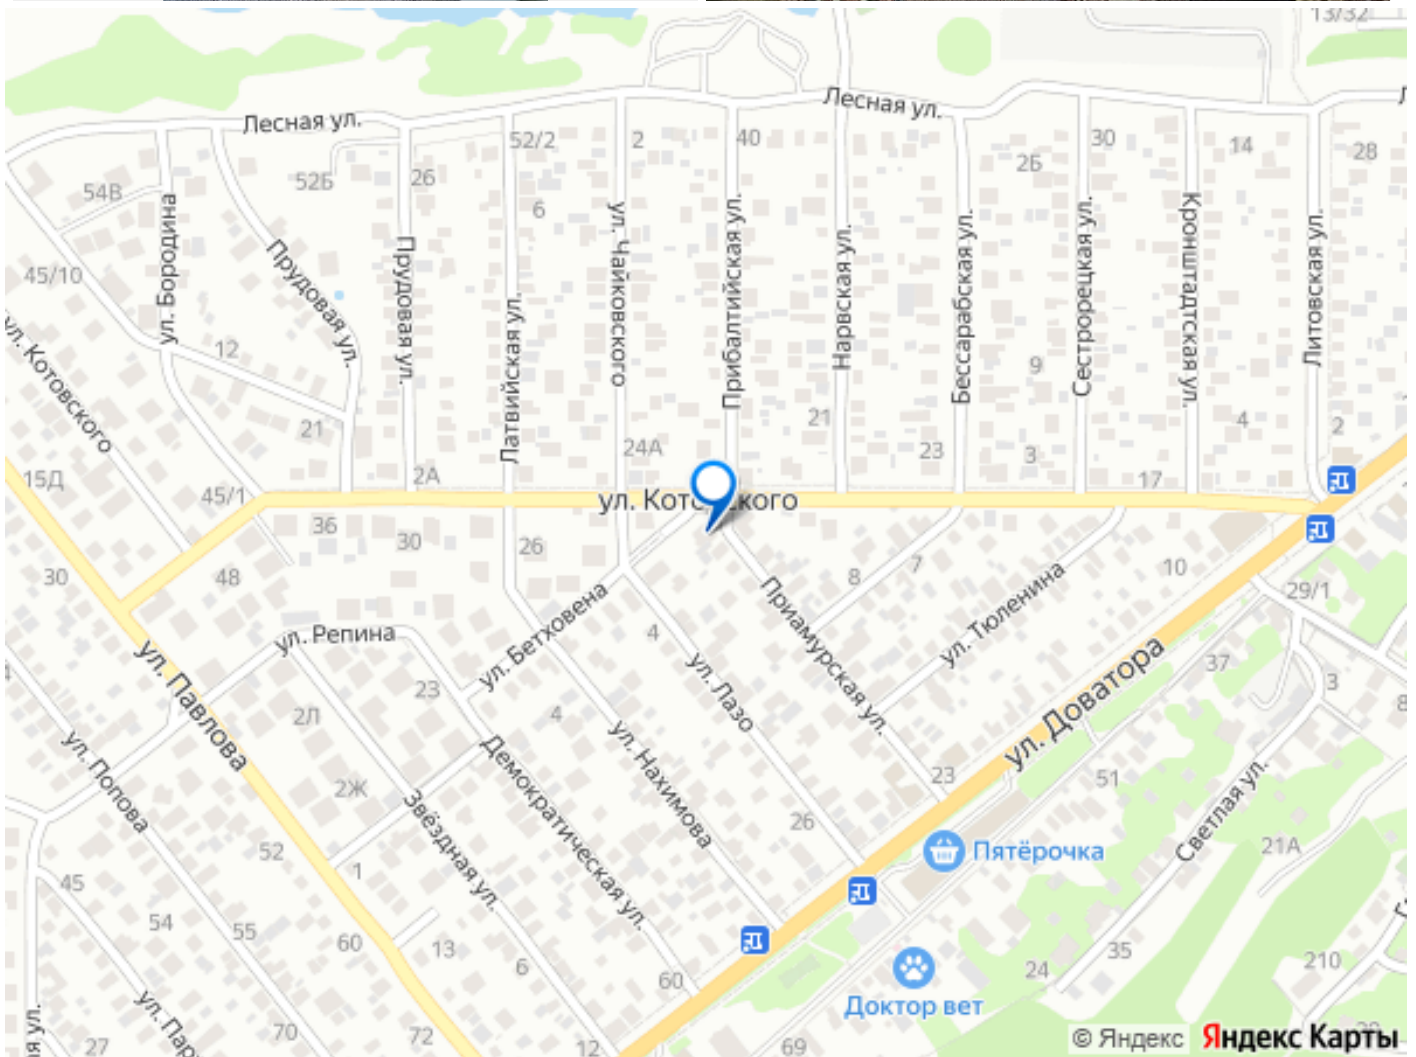 13/32
Лесная ул.
Лесная ул.
52/2
2
40
30
14
28
54В
52Б
26
6
2Б
45/10
ул. Бородина
Прудовая ул.
Прудовая ул.
Латвийская ул.
ул. Чайковского
Прибалтийская ул.
Нарвская ул.
Бессарабская ул.
Сестрорецкая ул.
Кронштадтская ул.
Литовская ул.
ул. Котовского
12
9
21
21
4
2
24А
23
3
17
15Д
45/1
2А
ул. Котовского
36
30
26
30
48
8
7
10
29/1
ул. Репина
ул. Бетховена
4
Приамурская ул.
ул. Тюленина
37
3
8
23
ул. Лазо
ул. Павлова
2Л
4
ул. Нахимова
ул. Доватора
ул. Попова
Демократическая ул.
2Ж
Звёздная ул.
23
51
Светлая ул.
26
Пятёрочка
21А
52
1
45
54
55
60
13
6
60
35
24
210
Доктор вет
70
72
12
69
27
© Яндекс Яндекс Карты